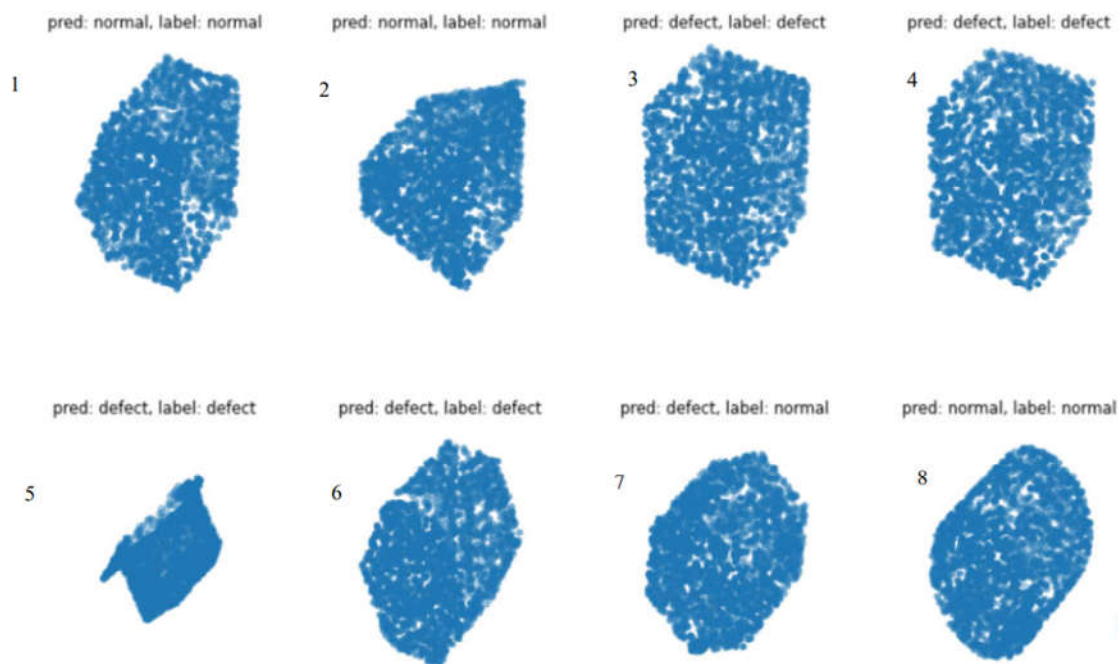 pred: normal, label: normal
pred: normal, label: normal
pred: defect, label: defect
pred: defect, label: defect
1
2
3
4
pred: defect, label: defect
pred: defect, label: defect
pred: defect, label: normal
pred: normal, label: normal
5
6
7
8